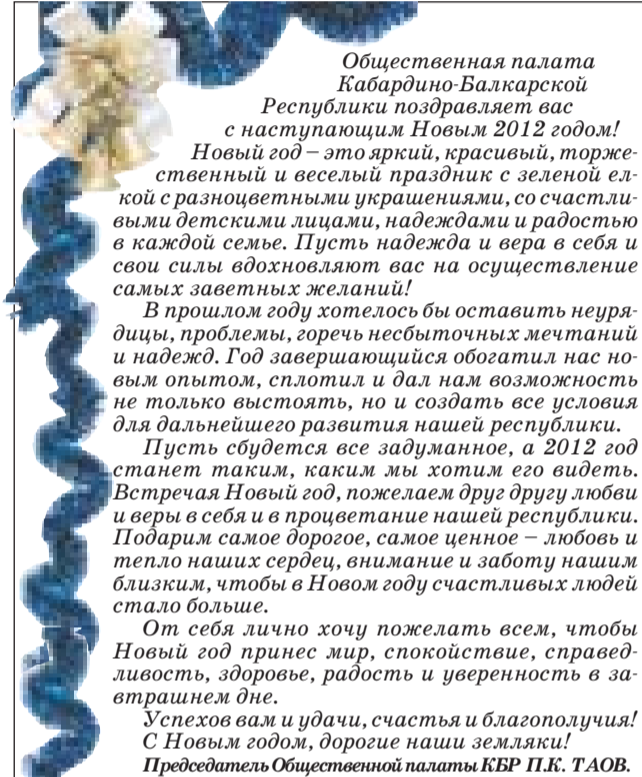 Общественная палата
Кабардино-Балкарской
Республики поздравляет вас
с наступающим Новым 2012 годом!
Новый год – это яркий, красивый, торже-
ственный и веселый праздник с зеленой ел-
кой с разноцветными украшениями, со счастли-
выми детскими лицами, надеждами и радостью
в каждой семье. Пусть надежда и вера в себя и
свои силы вдохновляют вас на осуществление
самых заветных желаний!
В прошлом году хотелось бы оставить неуря-
дицы, проблемы, горечь несбыточных мечтаний
и надежд. Год завершающийся обогатил нас но-
вым опытом, сплотил и дал нам возможность
не только выстоять, но и создать все условия
для дальнейшего развития нашей республики.
Пусть сбудется все задуманное, а 2012 год
станет таким, каким мы хотим его видеть.
Встречая Новый год, пожелаем друг другу любви
и веры в себя и в процветание нашей республики.
Подарим самое дорогое, самое ценное – любовь и
тепло наших сердец, внимание и заботу нашим
близким, чтобы в Новом году счастливых людей
стало больше.
От себя лично хочу пожелать всем, чтобы
Новый год принес мир, спокойствие, справед-
ливость, здоровье, радость и уверенность в за-
втрашнем дне.
Успехов вам и удачи, счастья и благополучия!
С Новым годом, дорогие наши земляки!
Председатель Общественной палаты КБР П.К. ТАОВ.